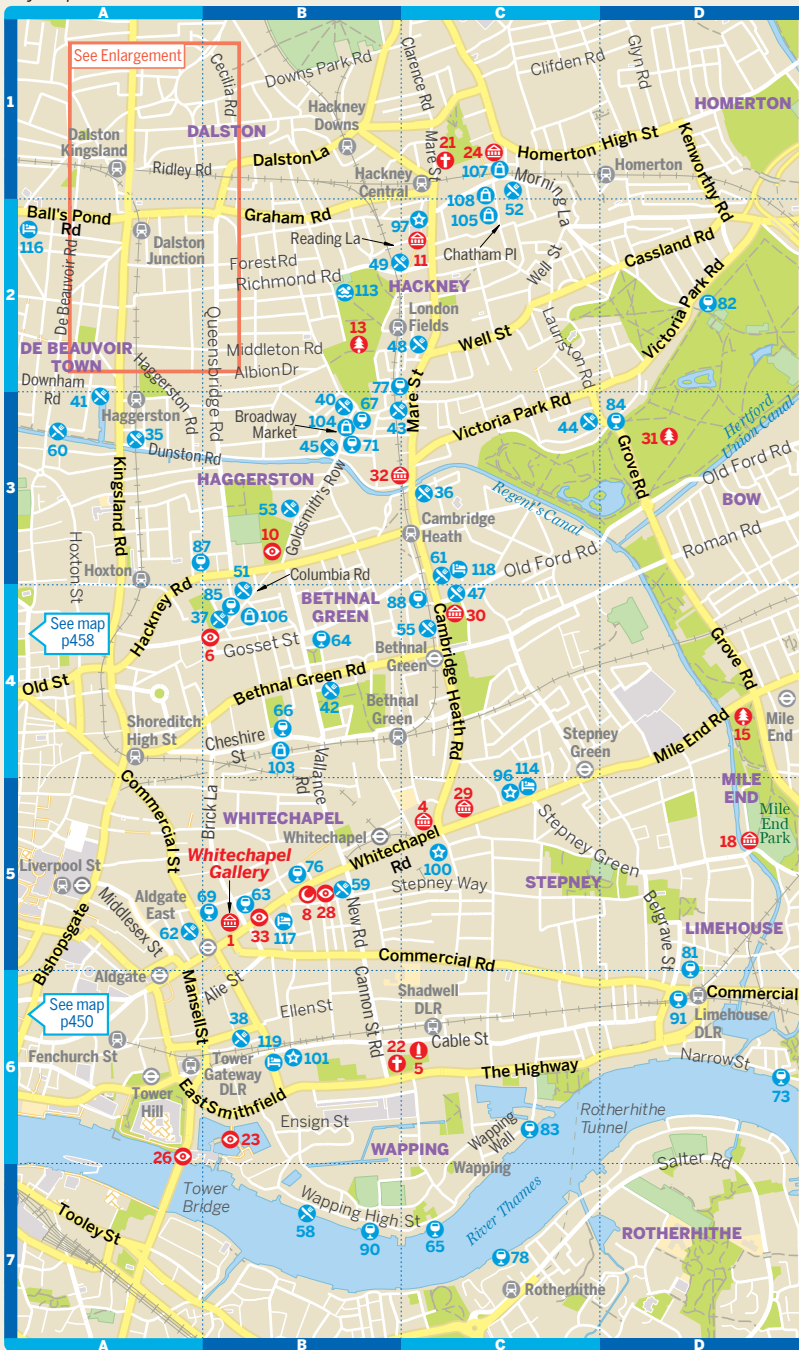 A
B
C
D
See Enlargement
Cecilia Rd
Downs Park Rd
Clarence Rd
Clifden Rd
Glyn Rd
1
HOMERTON
Hackney
Downs
DALSTON
Dalston
Kingsland
Mare St
21
24
Homerton High St
Kenworthy Rd
Dalston La
Ridley Rd
Hackney
Central
107
Homerton
Morning La
108
52
105
Ball's Pond
Rd
Graham Rd
97
116
Dalston
Junction
Reading La
11
Chatham Pl
Cassland Rd
De Beauvoir Rd
Forest Rd
49
Well St
Richmond Rd
HACKNEY
113
2
Victoria Park Rd
82
London
Fields
Queensbridge Rd
13
Lauriston Rd
Well St
DE BEAUVOIR
TOWN
Middleton Rd
48
Albion Dr
Haggerston Rd
Downham
Rd
77
Mare St
41
Haggerston
40
67
Victoria Park Rd
84
Broadway
Market
104
43
44
31
Hertford
Union Canal
60
35
Dunston Rd
45
71
Grove Rd
Old Ford Rd
Kingsland Rd
HAGGERSTON
32
3
36
Regent's Canal
BOW
53
Goldsmith's Row
Cambridge
Heath
Roman Rd
Hoxton St
10
87
Old Ford Rd
Hoxton
61
118
51
Columbia Rd
Hackney Rd
85
BETHNAL
GREEN
47
88
30
See map
p458
37
106
55
6
Gosset St
64
Grove Rd
Bethnal
Green
Cambridge Heath Rd
4
Old St
Bethnal Green Rd
42
Bethnal
Green
66
Shoreditch
High St
Cheshire
St
Stepney
Green
15
Mile
End
Mile End Rd
103
Vallance
Rd
Commercial St
Brick La
114
96
MILE
END
29
4
WHITECHAPEL
Mile
End
Park
Whitechapel
Whitechapel
Rd
18
Whitechapel
Gallery
Stepney Green
100
5
Liverpool St
76
STEPNEY
59
Stepney Way
Aldgate
East
69
63
8
28
Belgrave St
Bishopsgate
Middlesex St
New Rd
LIMEHOUSE
62
1
33
117
81
Commercial Rd
Aldgate
Alie St
Mansell St
Cannon St Rd
Shadwell
DLR
Commercial
See map
p450
Ellen St
91
Limehouse
DLR
38
Cable St
Fenchurch St
119
101
22
5
6
Tower
Gateway
DLR
The Highway
Narrow St
Tower
Hill
East Smithfield
73
Ensign St
Rotherhithe
Tunnel
Wapping
Wall
83
23
WAPPING
26
Wapping
Salter Rd
Tower
Bridge
Wapping High St
River Thames
Tooley St
58
ROTHERHITHE
90
65
7
78
Rotherhithe
A
B
C
D